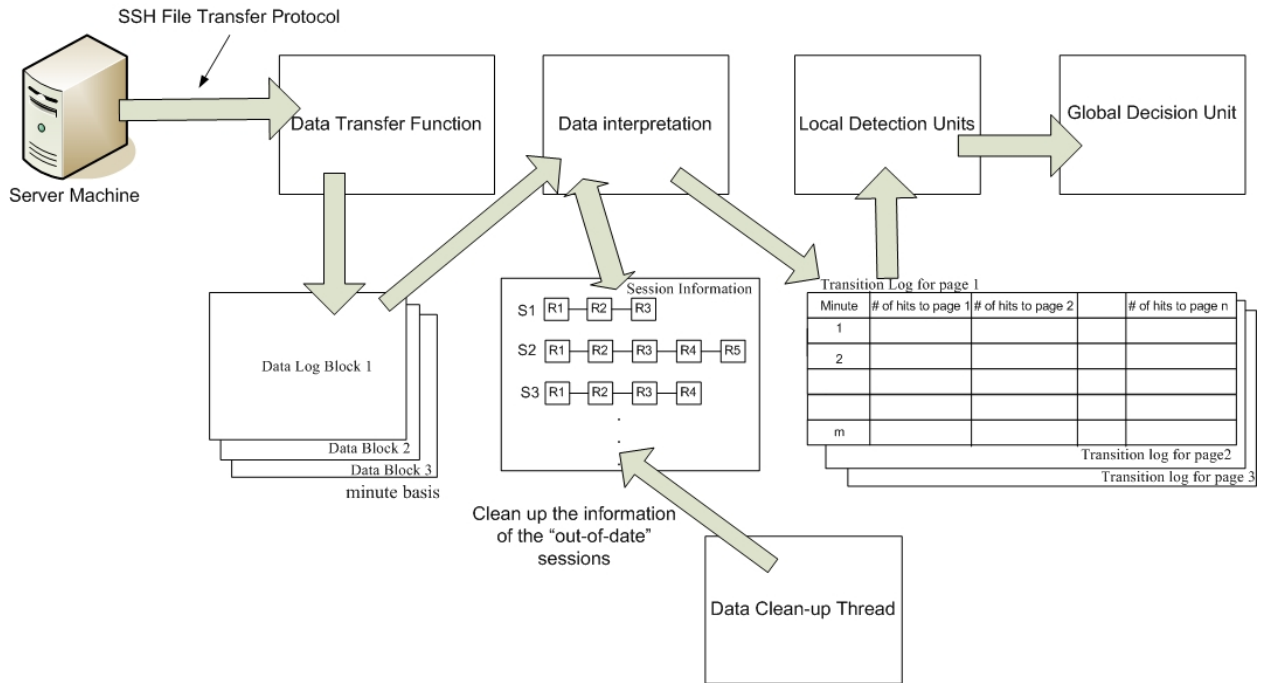 SSH File Transfer Protocol
Server Machine
Data Transfer Function
Data interpretation
Local Detection Units
Global Decision Unit
Data Log Block 1
Data Block 2
Data Block 3
minute basis
Session Information
S1 R1 R2 R3
S2 R1 R2 R3 R4 R5
S3 R1 R2 R3 R4
.
.
.
Transition Log for page 1
Minute # of hits to page 1 # of hits to page 2 # of hits to page n
1
2
m
Transition log for page2
Transition log for page 3
Clean up the information
of the “out-of-date”
sessions
Data Clean-up Thread